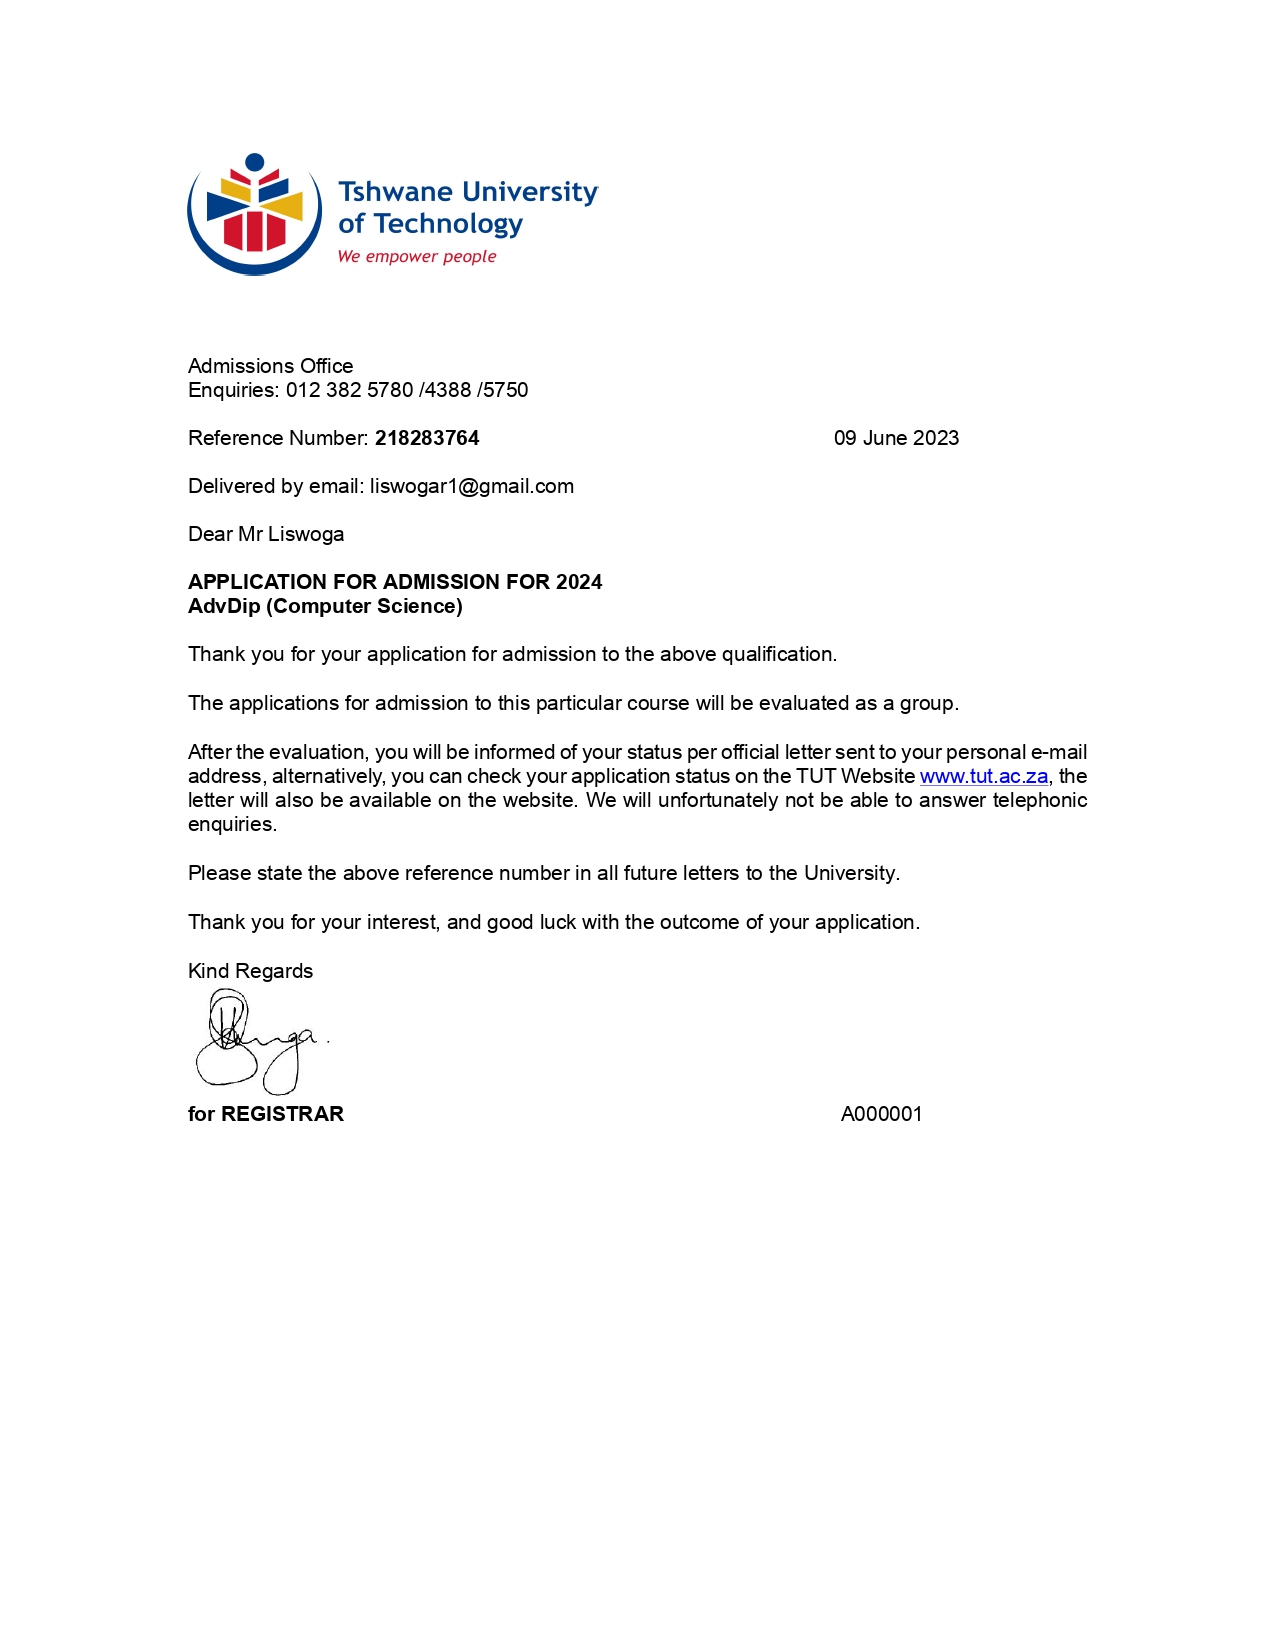 Tshwane University
of Technology
We empower people
Admissions Office
Enquiries: 012 382 5780 /4388 /5750
Reference Number: 218283764 09 June 2023
Delivered by email: liswogar1@gmail.com
Dear Mr Liswoga
APPLICATION FOR ADMISSION FOR 2024
AdvDip (Computer Science)
Thank you for your application for admission to the above qualification.
The applications for admission to this particular course will be evaluated as a group.
After the evaluation, you will be informed of your status per official letter sent to your personal e-mail
address, alternatively, you can check your application status on the TUT Website www.tut.ac.za, the
letter will also be available on the website. We will unfortunately not be able to answer telephonic
enquiries.
Please state the above reference number in all future letters to the University.
Thank you for your interest, and good luck with the outcome of your application.
Kind Regards
for REGISTRAR A000001